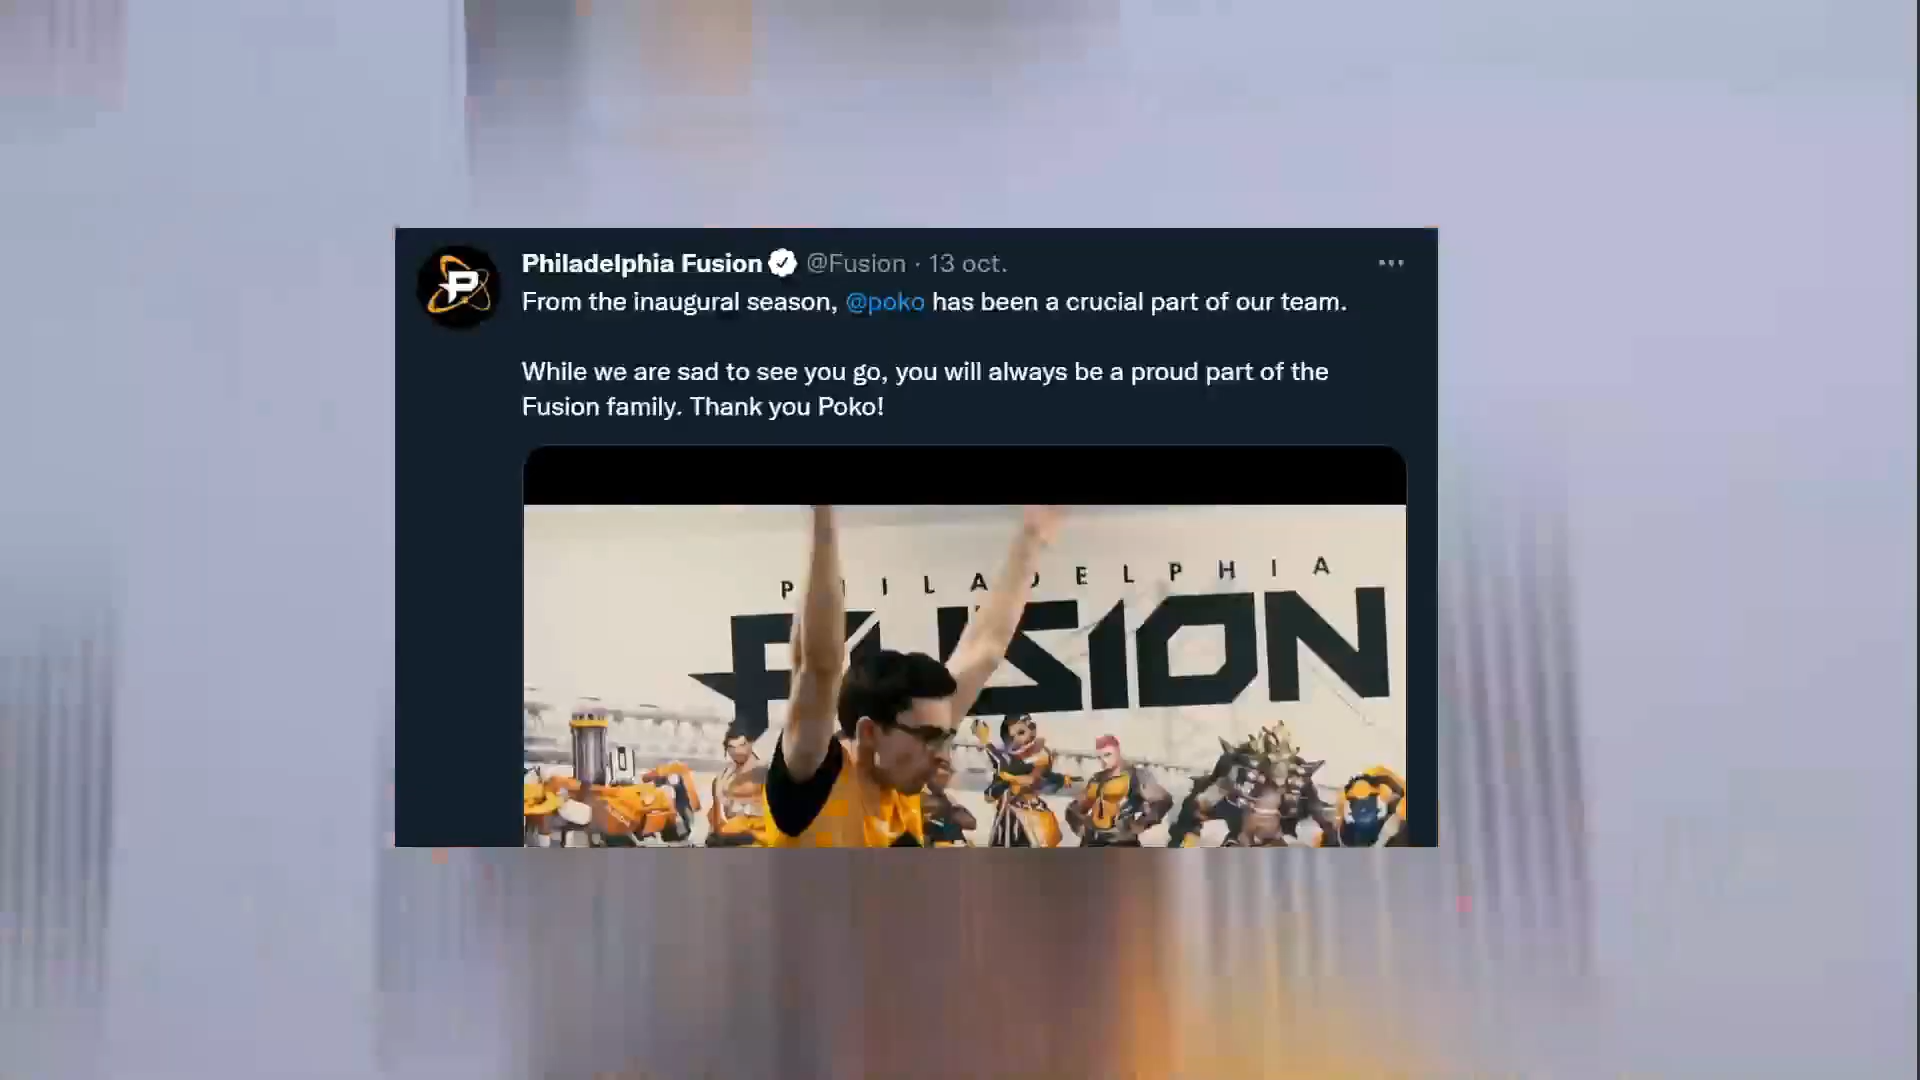 Philadelphia Fusion @Fusion · 13 oct.
From the inaugural season, @poko has been a crucial part of our team.
While we are sad to see you go, you will always be a proud part of the
Fusion family. Thank you Poko!
PHILADELPHIA
FUSION